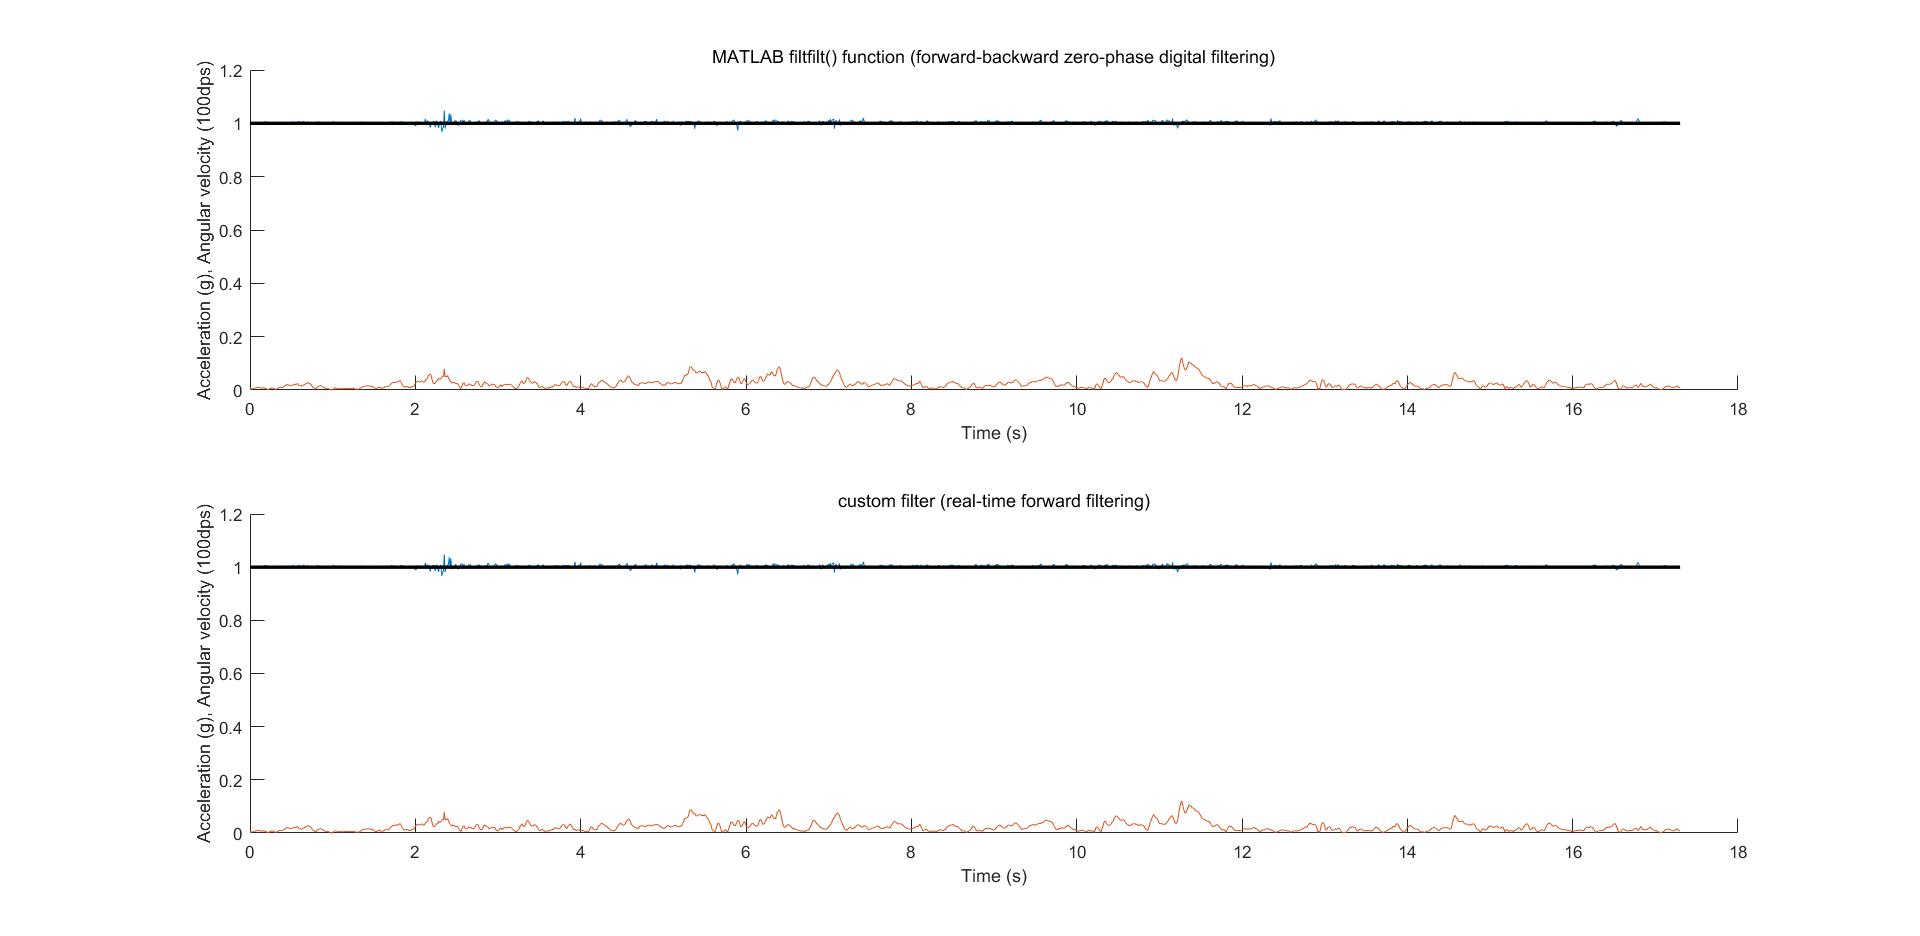 MATLAB filtfilt() function (forward-backward zero-phase digital filtering)
Acceleration (g), Angular velocity (100dps)
1.2
1
0.8
0.6
0.4
0.2
0
0 2 4 6 8 10 12 14 16 18
Time (s)
custom filter (real-time forward filtering)
Acceleration (g), Angular velocity (100dps)
1.2
1
0.8
0.6
0.4
0.2
0
0 2 4 6 8 10 12 14 16 18
Time (s)